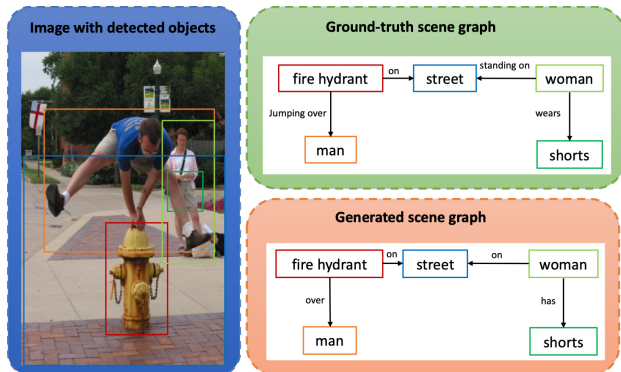 Image with detected objects
Ground-truth scene graph
fire hydrant
on
street
standing on
woman
Jumping over
wears
man
shorts
Generated scene graph
fire hydrant
on
street
on
woman
over
has
man
shorts